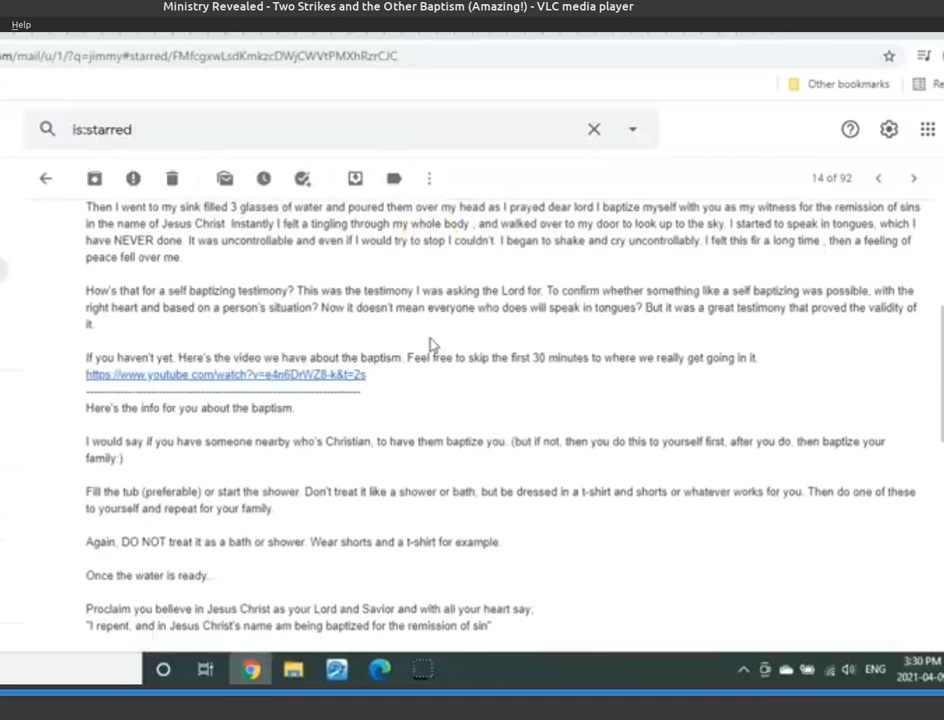 Ministry Revealed - Two Strikes and the Other Baptism (Amazing!) - VLC media player
Help
om/mail/u/1/?q=jimmy#starred/FMfcgxwLsdKmkzcDWjCWVtPMXhRzrCJC
Other bookmarks
Re
is:starred
14 of 92
Then I went to my sink filled 3 glasses of water and poured them over my head as I prayed dear lord I baptize myself with you as my witness for the remission of sins
in the name of Jesus Christ. Instantly I felt a tingling through my whole body , and walked over to my door to look up to the sky. I started to speak in tongues, which I
have NEVER done. It was uncontrollable and even if I would try to stop I couldn't. I began to shake and cry uncontrollably. I felt this fir a long time , then a feeling of
peace fell over me.
How's that for a self baptizing testimony? This was the testimony I was asking the Lord for. To confirm whether something like a self baptizing was possible, with the
right heart and based on a person's situation? Now it doesn't mean everyone who does will speak in tongues? But it was a great testimony that proved the validity of
it.
If you haven't yet. Here's the video we have about the baptism. Feel free to skip the first 30 minutes to where we really get going in it.
https://www.youtube.com/watch?v=e4n6DrWZ8-k&t=2s
--------------------------------------------------------------------
Here's the info for you about the baptism.
I would say if you have someone nearby who's Christian, to have them baptize you. (but if not, then you do this to yourself first, after you do, then baptize your
family:)
Fill the tub (preferable) or start the shower. Don't treat it like a shower or bath, but be dressed in a t-shirt and shorts or whatever works for you. Then do one of these
to yourself and repeat for your family.
Again, DO NOT treat it as a bath or shower. Wear shorts and a t-shirt for example.
Once the water is ready...
Proclaim you believe in Jesus Christ as your Lord and Savior and with all your heart say;
"I repent, and in Jesus Christ's name am being baptized for the remission of sin"
ENG
3:30 PM
2021-04-0